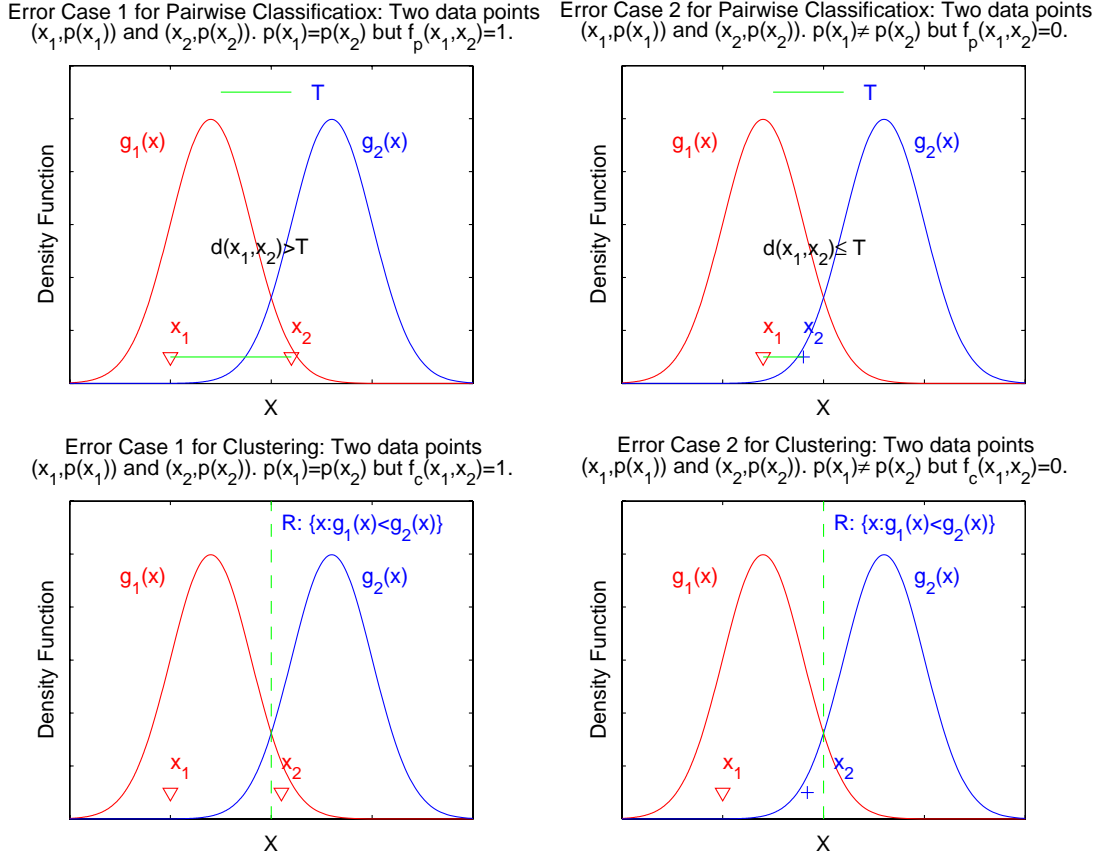 Error Case 1 for Pairwise Classificatiox: Two data points
(x₁,p(x₁)) and (x₂,p(x₂)). p(x₁)=p(x₂) but fₚ(x₁,x₂)=1.
T
g₁(x)
g₂(x)
d(x₁,x₂)>T
x₁
x₂
Density Function
X
Error Case 2 for Pairwise Classificatiox: Two data points
(x₁,p(x₁)) and (x₂,p(x₂)). p(x₁)≠ p(x₂) but fₚ(x₁,x₂)=0.
T
g₁(x)
g₂(x)
d(x₁,x₂)≤ T
x₁
x₂
Density Function
X
Error Case 1 for Clustering: Two data points
(x₁,p(x₁)) and (x₂,p(x₂)). p(x₁)=p(x₂) but f_c(x₁,x₂)=1.
R: {x:g₁(x)<g₂(x)}
g₁(x)
g₂(x)
x₁
x₂
Density Function
X
Error Case 2 for Clustering: Two data points
(x₁,p(x₁)) and (x₂,p(x₂)). p(x₁)≠ p(x₂) but f_c(x₁,x₂)=0.
R: {x:g₁(x)<g₂(x)}
g₁(x)
g₂(x)
x₁
x₂
Density Function
X